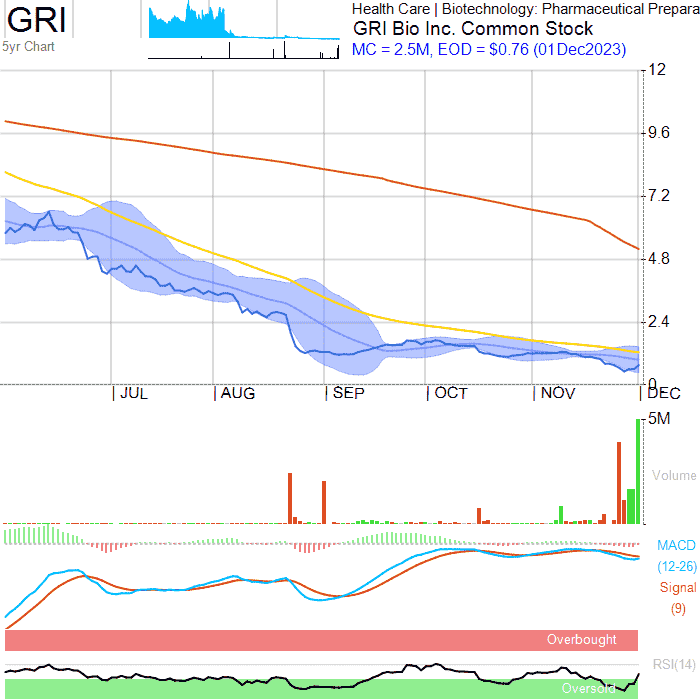 GRI
5yr Chart
Health Care | Biotechnology: Pharmaceutical Prepara
GRI Bio Inc. Common Stock
MC = 2.5M, EOD = $0.76 (01Dec2023)
12
9.6
7.2
4.8
2.4
0
JUL
AUG
SEP
OCT
NOV
DEC
5M
Volume
MACD
(12-26)
Signal
(9)
Overbought
RSI(14)
Oversold